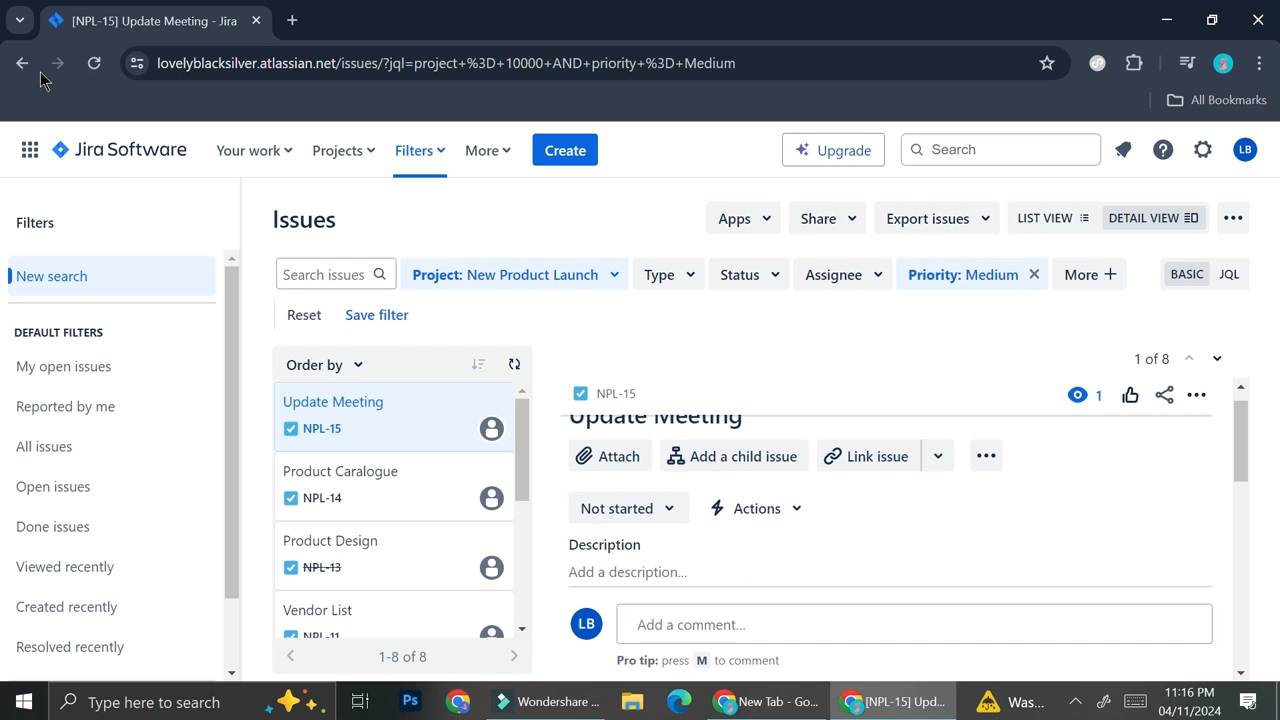 [NPL-15] Update Meeting - Jira
lovelyblacksilver.atlassian.net/issues/?jql=project+%3D+10000+AND+priority+%3D+Medium
All Bookmarks
Jira Software
Your work
Projects
Filters
More
Create
Upgrade
Search
LB
Filters
New search
DEFAULT FILTERS
My open issues
Reported by me
All issues
Open issues
Done issues
Viewed recently
Created recently
Resolved recently
Issues
Apps
Share
Export issues
LIST VIEW
DETAIL VIEW
Search issues
Project: New Product Launch
Type
Status
Assignee
Priority: Medium
More +
BASIC
JQL
Reset
Save filter
Order by
Update Meeting
NPL-15
Product Caralogue
NPL-14
Product Design
NPL-13
Vendor List
NPL-11
1-8 of 8
1 of 8
NPL-15
1
Update Meeting
Attach
Add a child issue
Link issue
Not started
Actions
Description
Add a description...
LB
Add a comment...
Pro tip: press M to comment
Type here to search
Ps
Wondershare ...
New Tab - Go...
[NPL-15] Upd...
Was...
11:16 PM
04/11/2024